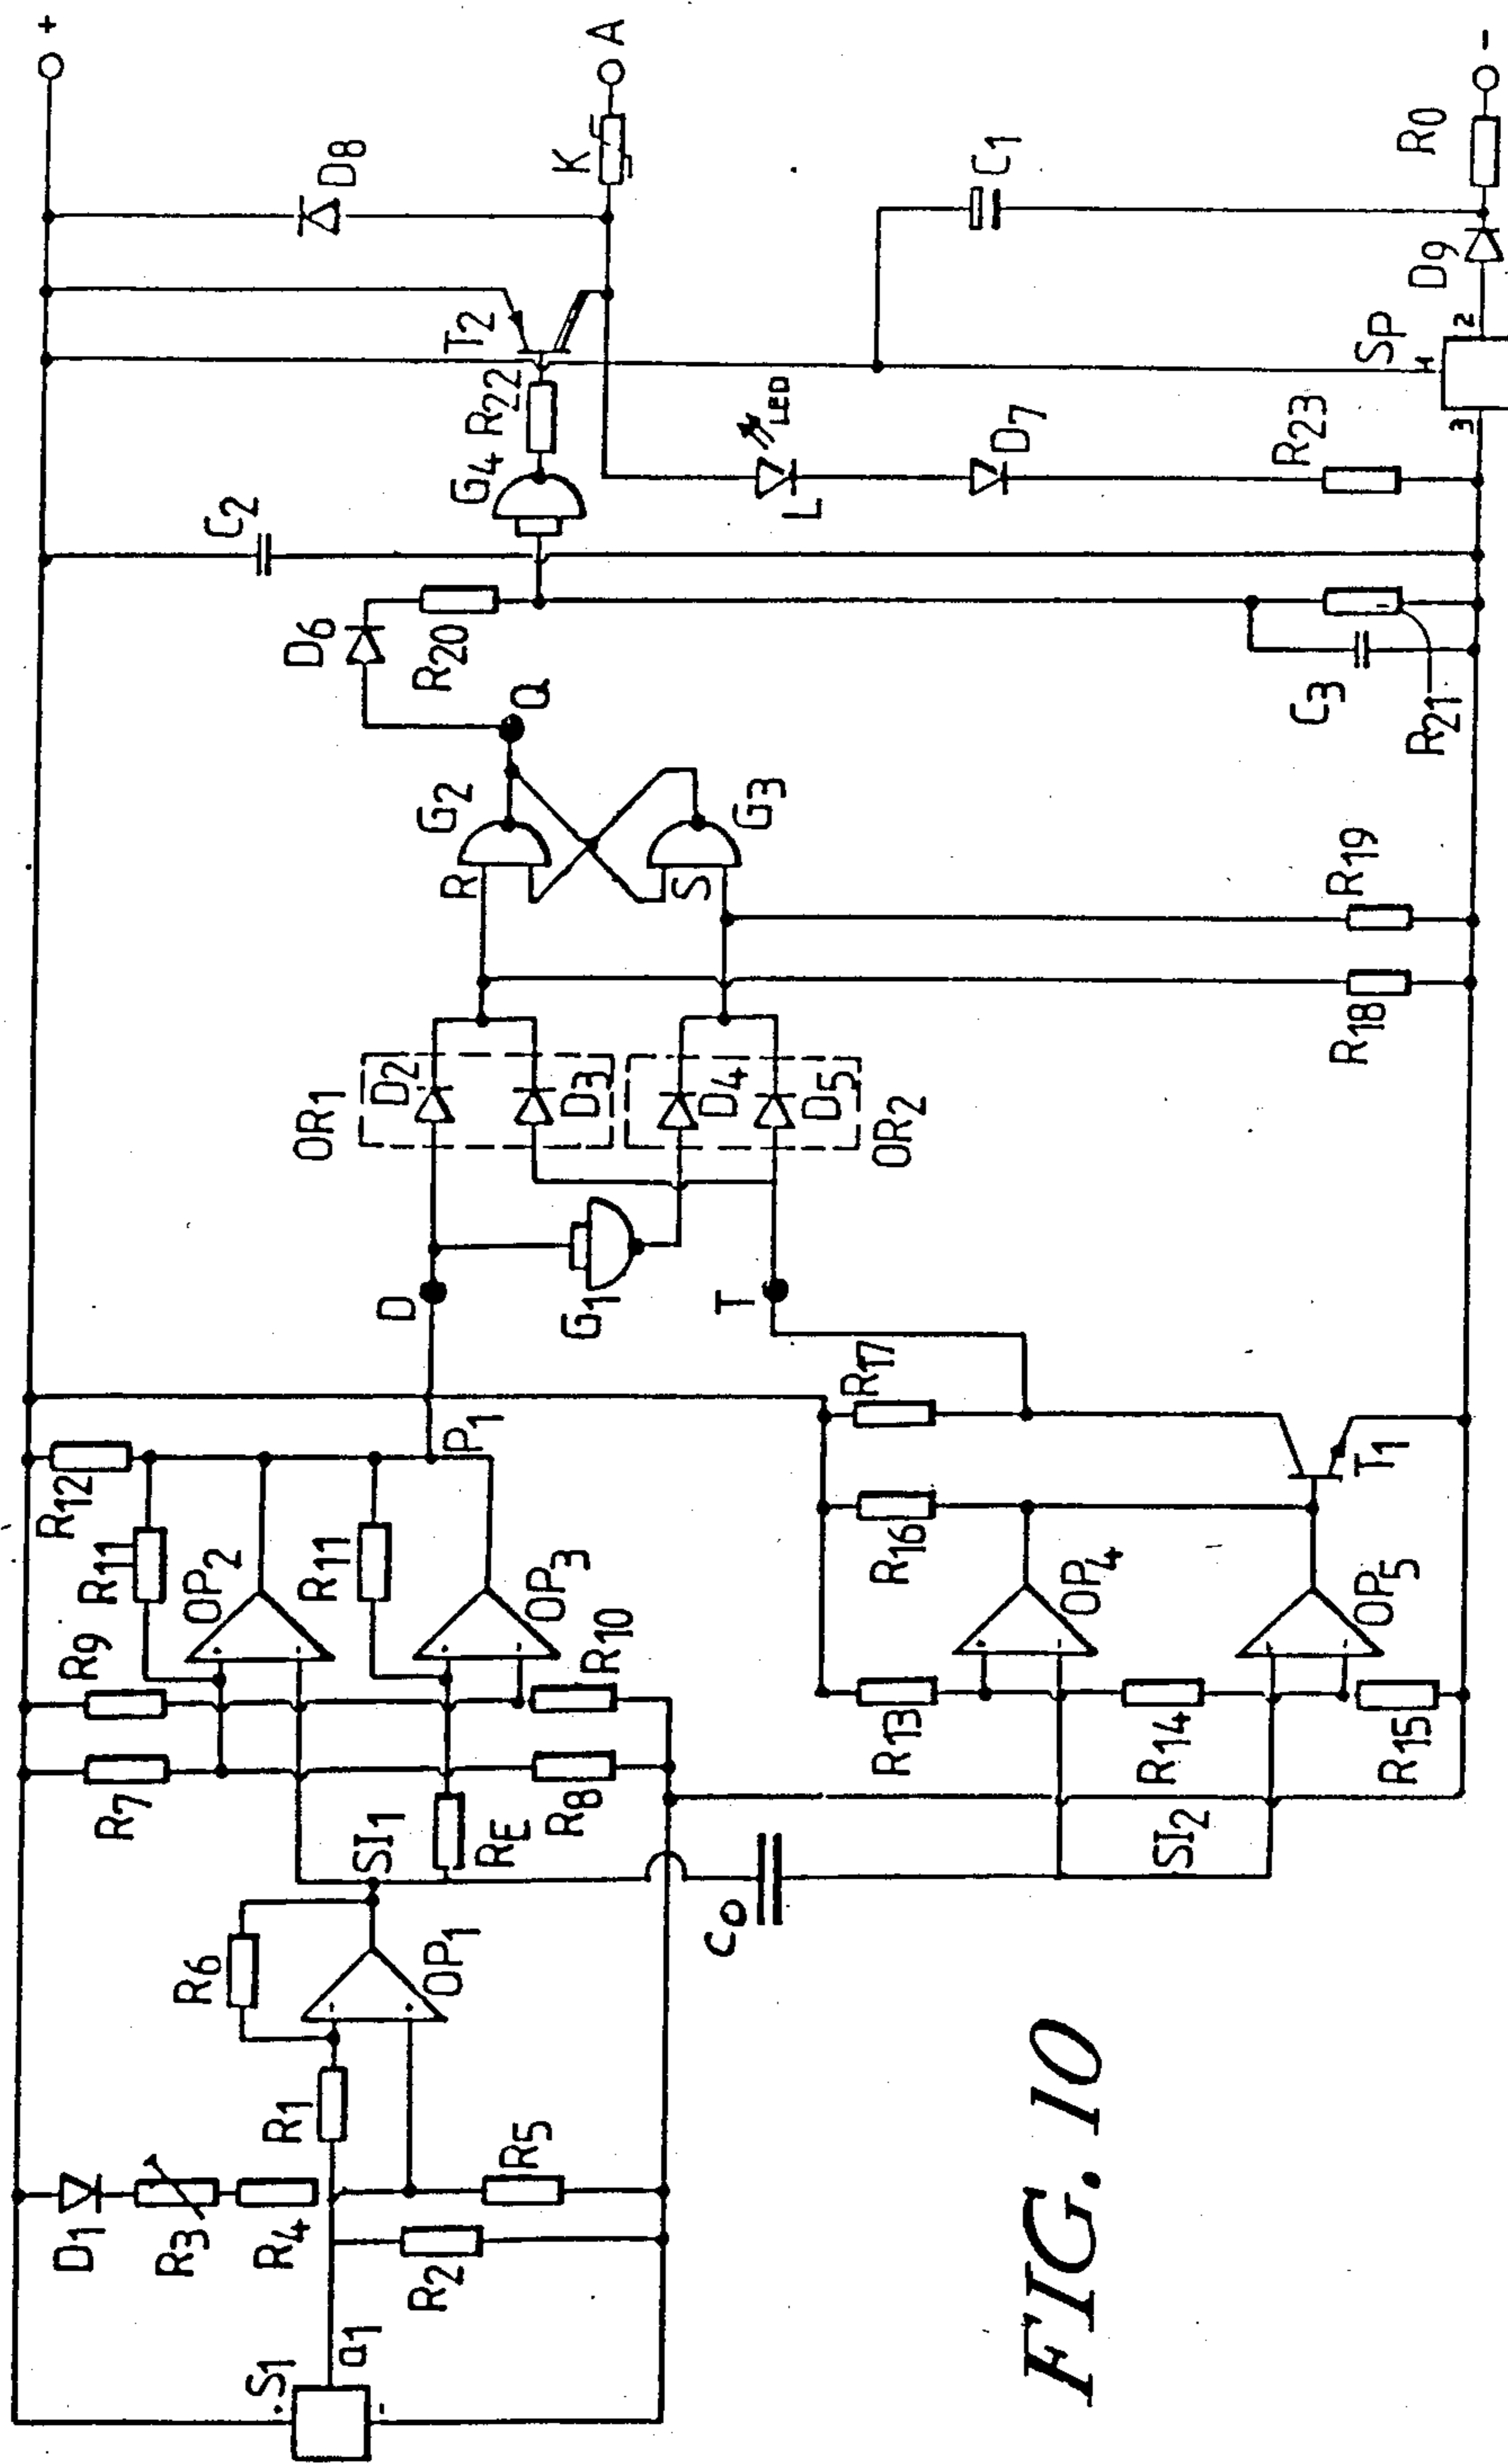 +
D8
K
A
C1
R0
-
D9
SP
1
2
3
T2
R22
G4
LED
L
D7
R23
C2
D6
R20
C3
R21
Q
G2
G3
R
S
R19
R18
OR1
D2
D3
D4
D5
OR2
D
G1
T
R17
P1
R12
R11
OP2
R11
OP3
R9
R10
R7
R8
RE
SI1
R16
OP4
T1
OP5
R13
R14
R15
SI2
C0
R6
OP1
R1
R5
D1
R3
R4
R2
S1
a1
+
-
FIG. 10